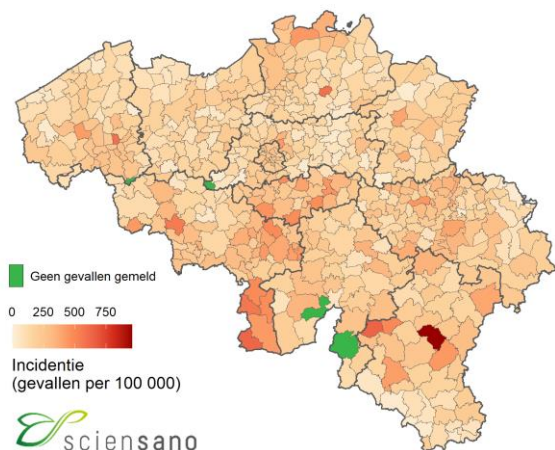 Geen gevallen gemeld
0 250 500 750
Incidentie
(gevallen per 100 000)
sciensano